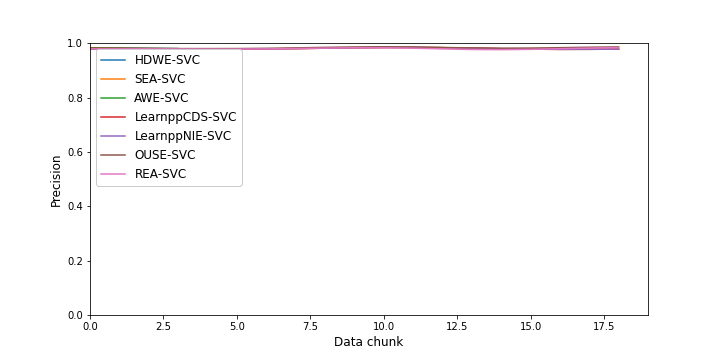 1.0
0.8
0.6
0.4
0.2
0.0
Precision
HDWE-SVC
SEA-SVC
AWE-SVC
LearnppCDS-SVC
LearnppNIE-SVC
OUSE-SVC
REA-SVC
0.0 2.5 5.0 7.5 10.0 12.5 15.0 17.5
Data chunk